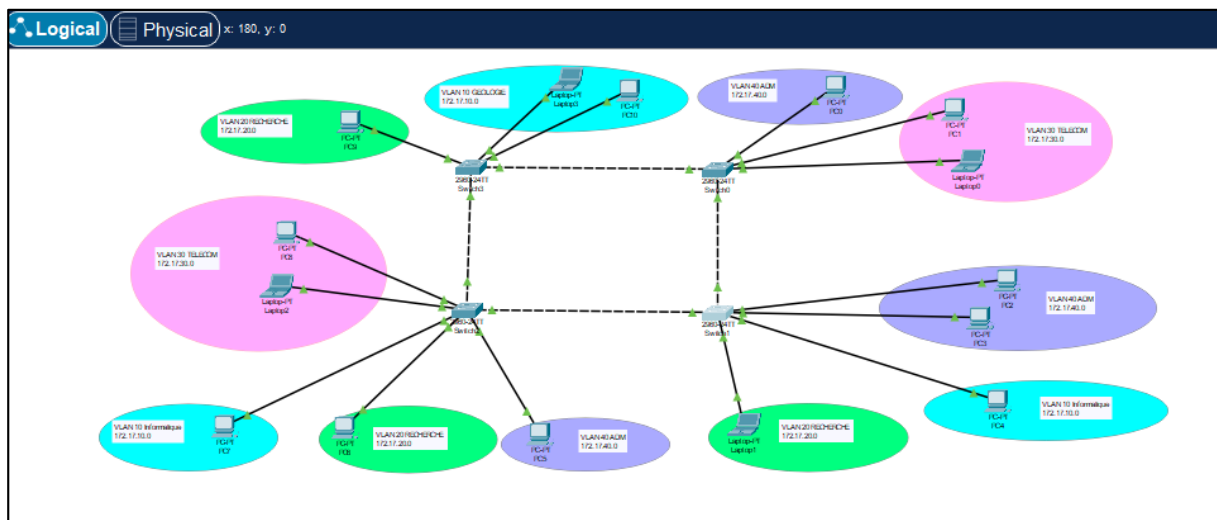 Logical Physical x: 180, y: 0
VLAN 10 GEOLOGIE
172.17.10.0
Laptop-PT
Laptop3
PC-PT
PC10
VLAN 40 ADM
172.17.40.0
PC-PT
PC0
VLAN 20 RECHERCHE
172.17.20.0
PC-PT
PC9
PC-PT
PC1
VLAN 30 TELECOM
172.17.30.0
Laptop-PT
Laptop0
2960-24TT
Switch3
2960-24TT
Switch0
VLAN 30 TELECOM
172.17.30.0
PC-PT
PC8
Laptop-PT
Laptop2
PC-PT
PC2
VLAN 40 ADM
172.17.40.0
PC-PT
PC3
2960-24TT
Switch1
VLAN 10 Informatique
172.17.10.0
PC-PT
PC7
PC-PT
VLAN 20 RECHERCHE
172.17.20.0
VLAN 40 ADM
172.17.40.0
PC-PT
PC5
Laptop-PT
Laptop1
VLAN 20 RECHERCHE
172.17.20.0
PC-PT
PC4
VLAN 10 Informatique
172.17.10.0